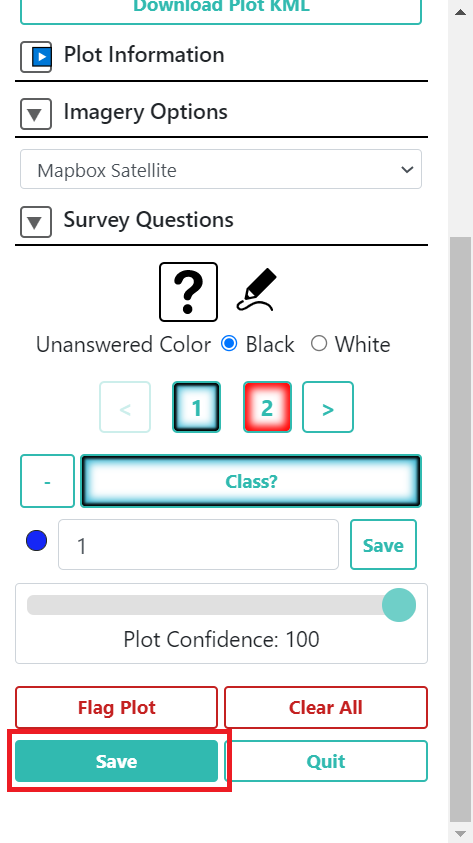 Download Plot KML
Plot Information
Imagery Options
Mapbox Satellite
Survey Questions
?
Unanswered Color Black White
< 1 2 >
- Class?
1 Save
Plot Confidence: 100
Flag Plot Clear All
Save Quit